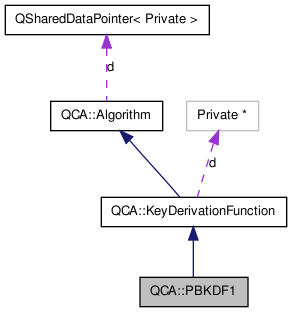 QSharedDataPointer< Private >
d
QCA::Algorithm
Private *
d
QCA::KeyDerivationFunction
QCA::PBKDF1